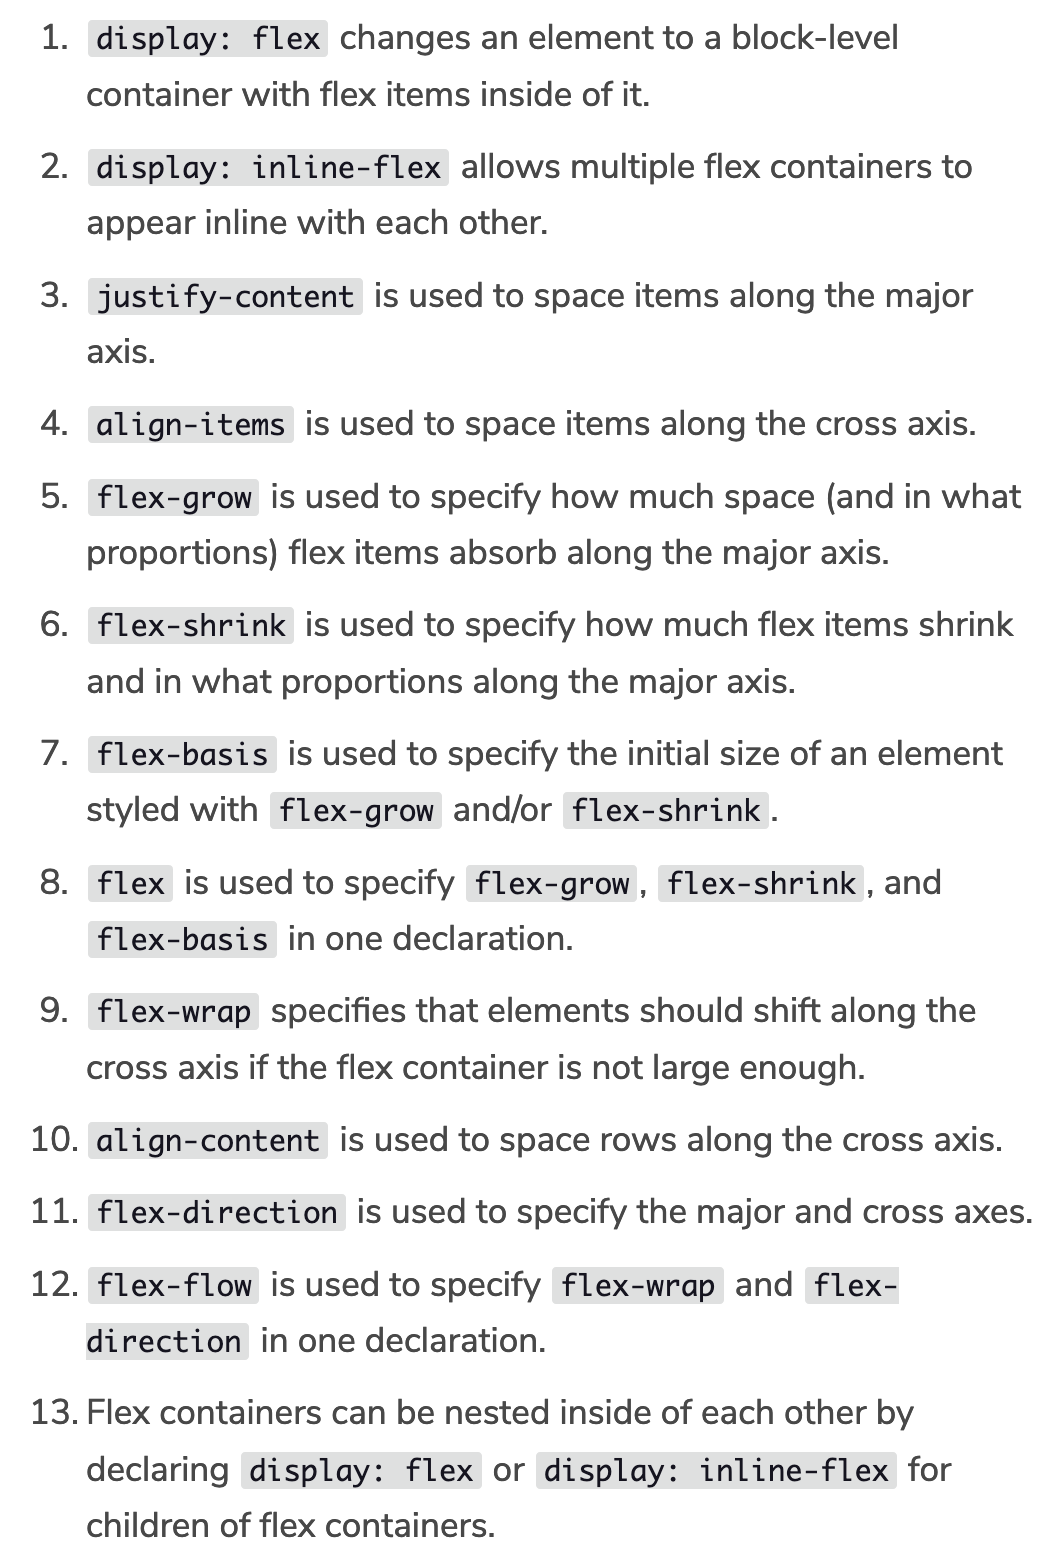 1. display: flex changes an element to a block-level
container with flex items inside of it.
2. display: inline-flex allows multiple flex containers to
appear inline with each other.
3. justify-content is used to space items along the major
axis.
4. align-items is used to space items along the cross axis.
5. flex-grow is used to specify how much space (and in what
proportions) flex items absorb along the major axis.
6. flex-shrink is used to specify how much flex items shrink
and in what proportions along the major axis.
7. flex-basis is used to specify the initial size of an element
styled with flex-grow and/or flex-shrink.
8. flex is used to specify flex-grow, flex-shrink, and
flex-basis in one declaration.
9. flex-wrap specifies that elements should shift along the
cross axis if the flex container is not large enough.
10. align-content is used to space rows along the cross axis.
11. flex-direction is used to specify the major and cross axes.
12. flex-flow is used to specify flex-wrap and flex-
direction in one declaration.
13. Flex containers can be nested inside of each other by
declaring display: flex or display: inline-flex for
children of flex containers.